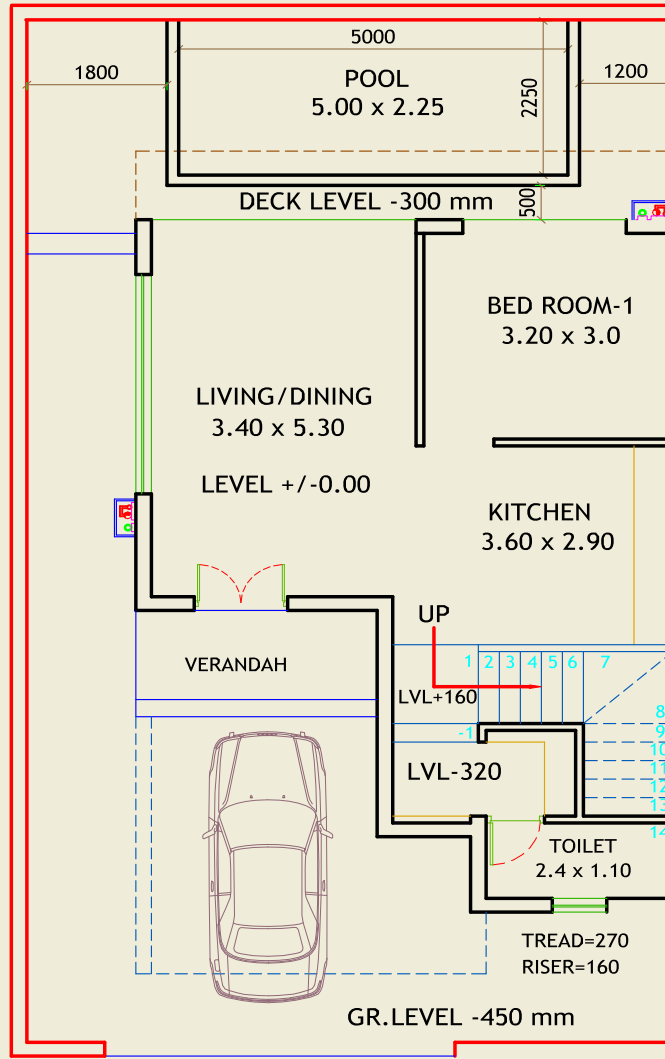 5000
1800
1200
POOL
5.00 x 2.25
2250
DECK LEVEL -300 mm
500
BED ROOM-1
3.20 x 3.0
LIVING/DINING
3.40 x 5.30
LEVEL +/-0.00
KITCHEN
3.60 x 2.90
UP
VERANDAH
1 2 3 4 5 6 7
LVL+160
8
-1
9
10
LVL-320
11
12
13
14
TOILET
2.4 x 1.10
TREAD=270
RISER=160
GR.LEVEL -450 mm